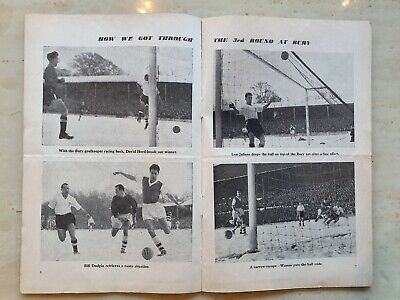 HOW WE GOT THROUGH
THE 3rd ROUND AT BURY
With the Bury goalkeeper racing back, David Herd heads our winner.
Len Julians drops the ball on top of the Bury net after a fine effort.
Bill Dodgin retrieves a nasty situation.
A narrow escape—Watson puts the ball wide.